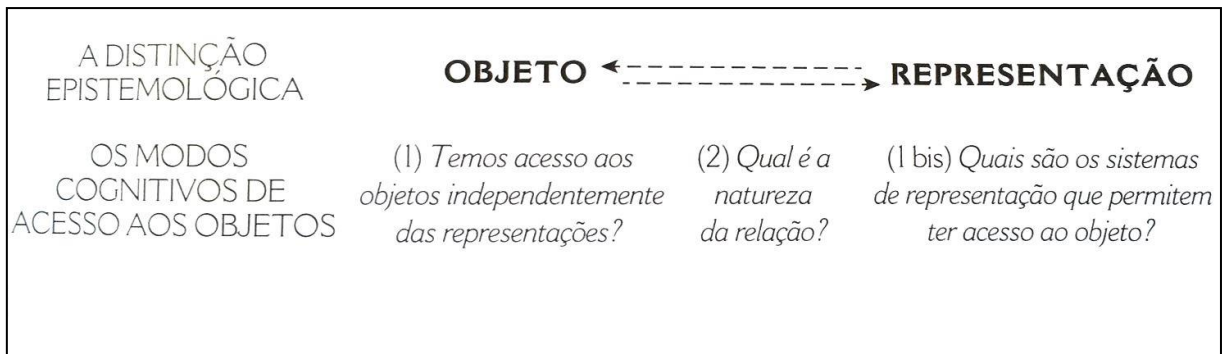 A DISTINÇÃO
EPISTEMOLÓGICA
OBJETO
REPRESENTAÇÃO
OS MODOS
COGNITIVOS DE
ACESSO AOS OBJETOS
(1) Temos acesso aos
objetos independentemente
das representações?
(2) Qual é a
natureza
da relação?
(1 bis) Quais são os sistemas
de representação que permitem
ter acesso ao objeto?